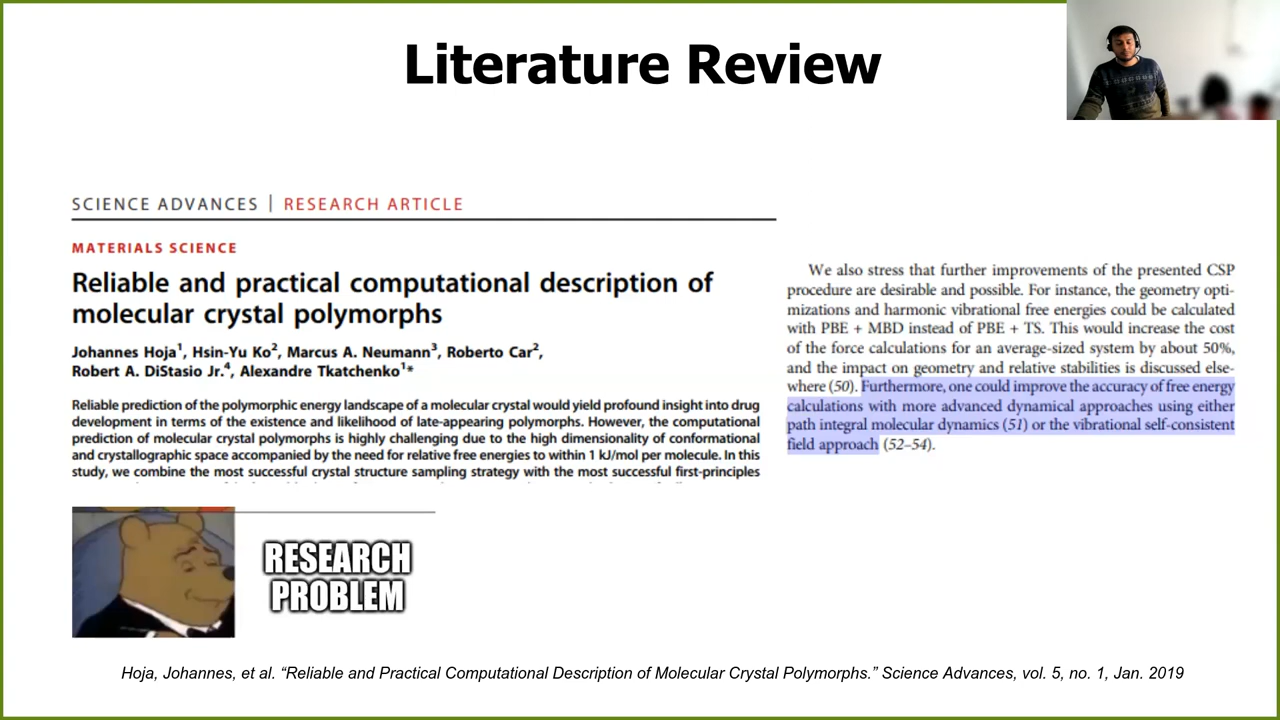 Literature Review
SCIENCE ADVANCES | RESEARCH ARTICLE
MATERIALS SCIENCE
Reliable and practical computational description of
molecular crystal polymorphs
Johannes Hoja1, Hsin-Yu Ko2, Marcus A. Neumann3, Roberto Car2,
Robert A. DiStasio Jr.4, Alexandre Tkatchenko1*
Reliable prediction of the polymorphic energy landscape of a molecular crystal would yield profound insight into drug
development in terms of the existence and likelihood of late-appearing polymorphs. However, the computational
prediction of molecular crystal polymorphs is highly challenging due to the high dimensionality of conformational
and crystallographic space accompanied by the need for relative free energies to within 1 kJ/mol per molecule. In this
study, we combine the most successful crystal structure sampling strategy with the most successful first-principles
We also stress that further improvements of the presented CSP
procedure are desirable and possible. For instance, the geometry opti-
mizations and harmonic vibrational free energies could be calculated
with PBE + MBD instead of PBE + TS. This would increase the cost
of the force calculations for an average-sized system by about 50%,
and the impact on geometry and relative stabilities is discussed else-
where (50). Furthermore, one could improve the accuracy of free energy
calculations with more advanced dynamical approaches using either
path integral molecular dynamics (51) or the vibrational self-consistent
field approach (52–54).
RESEARCH
PROBLEM
Hoja, Johannes, et al. “Reliable and Practical Computational Description of Molecular Crystal Polymorphs.” Science Advances, vol. 5, no. 1, Jan. 2019